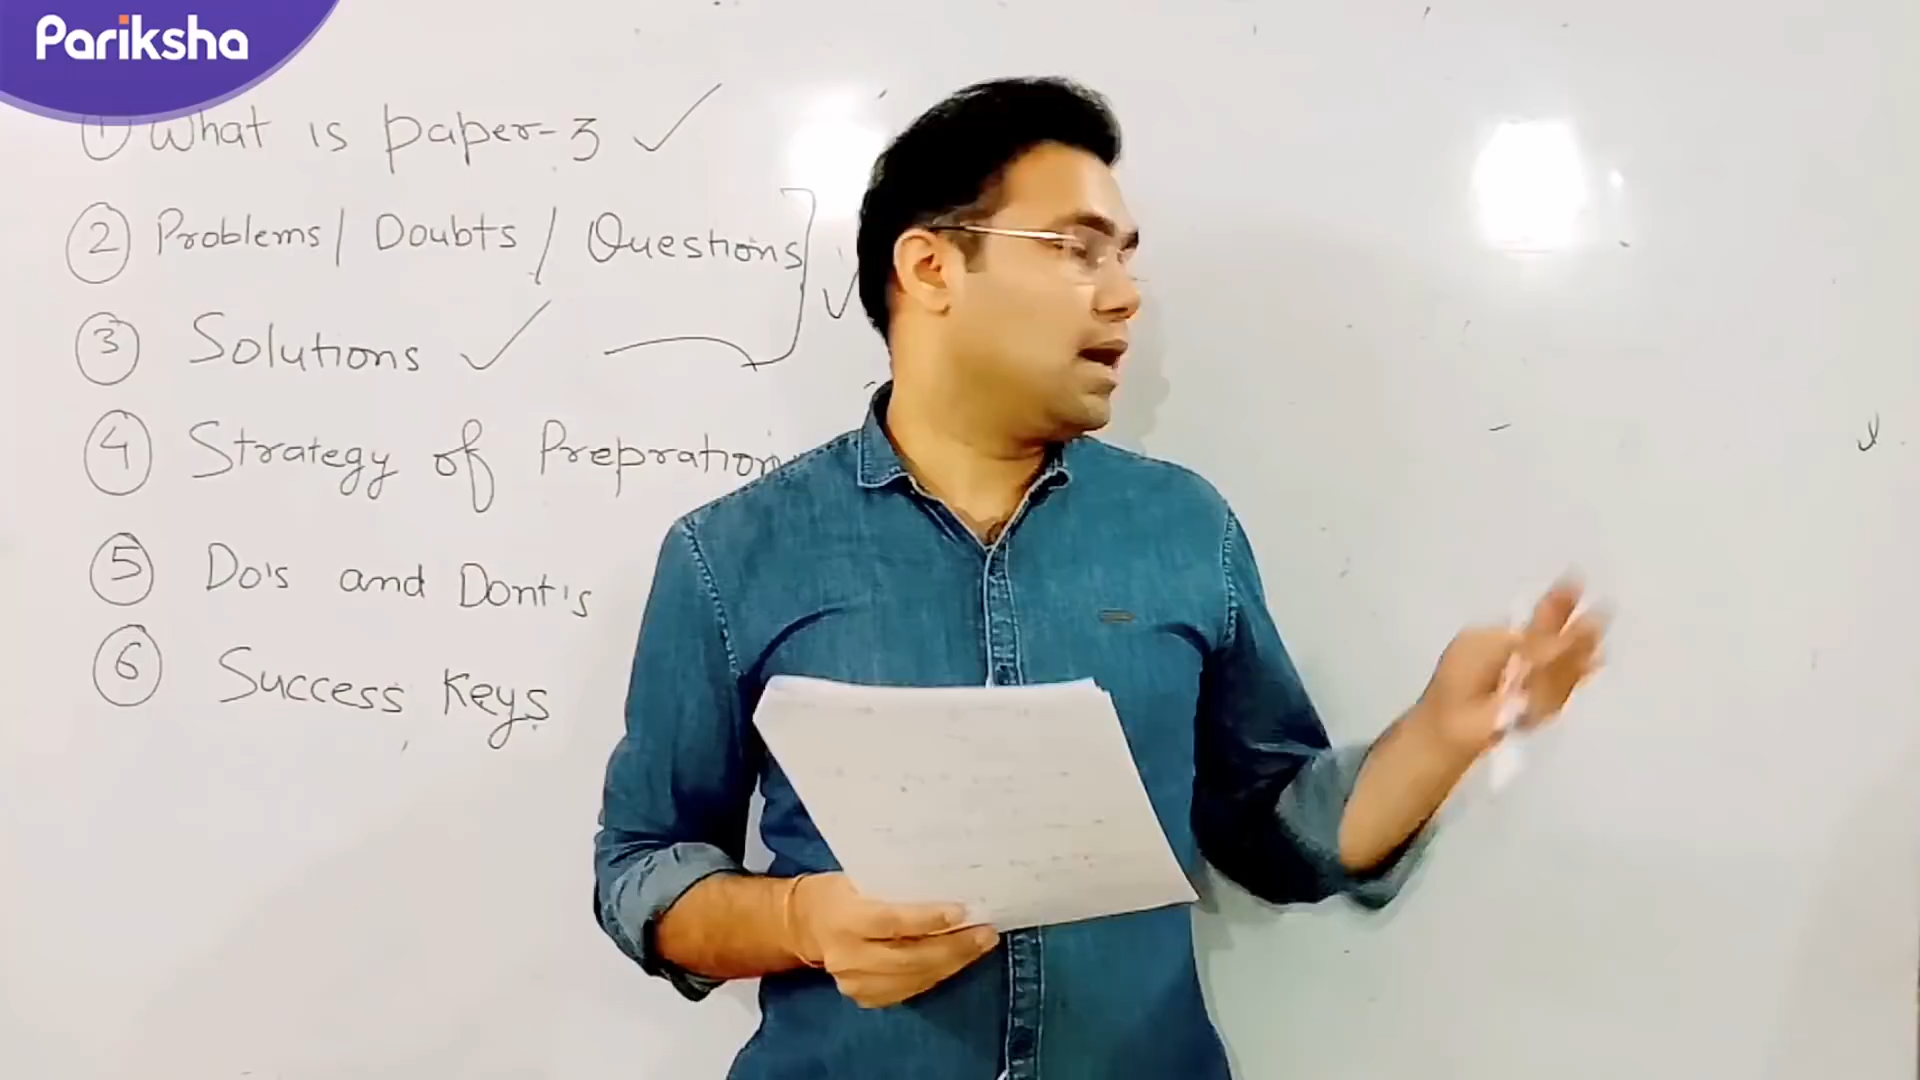 Pariksha
① What is paper-3 ✓
② Problems / Doubts / Questions ✓
③ Solutions ✓
④ Strategy of Prepration
⑤ Do's and Dont's
⑥ Success Keys